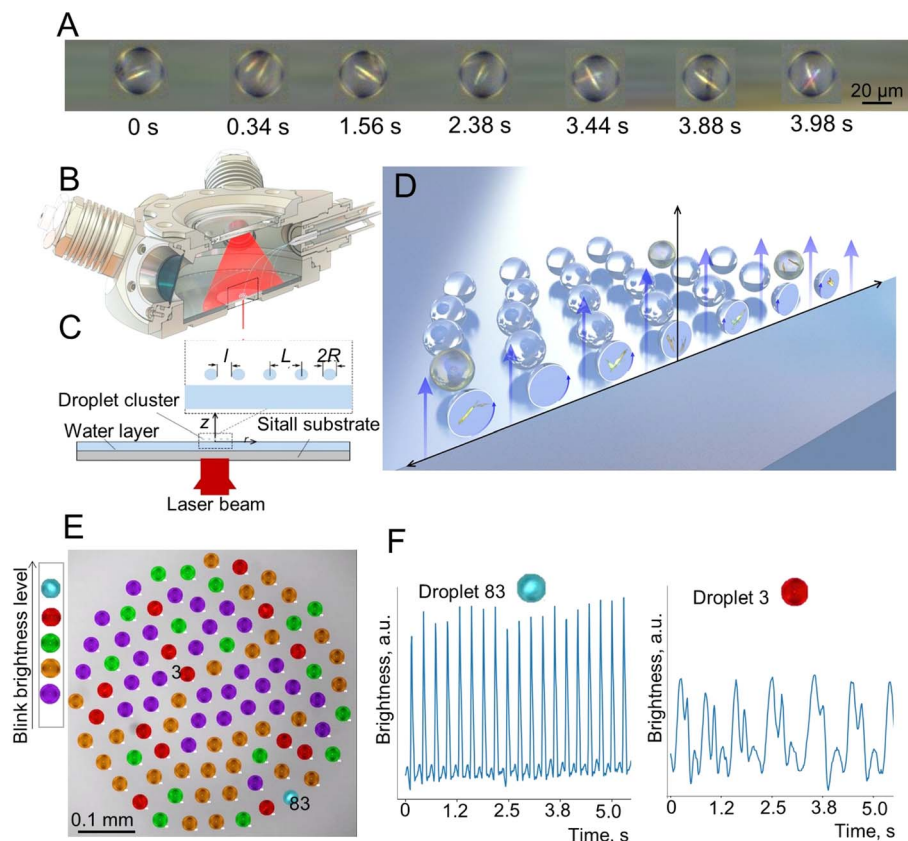 A
0 s
0.34 s
1.56 s
2.38 s
3.44 s
3.88 s
3.98 s
20 µm
B
C
l
L
2R
Droplet cluster
z
r
Water layer
Sitall substrate
Laser beam
D
E
Blink brightness level
3
83
0.1 mm
F
Droplet 83
Brightness, a.u.
0
1.2
2.5
3.8
5.0
Time, s
Droplet 3
Brightness, a.u.
0
1.2
2.5
3.8
5.0
Time, s